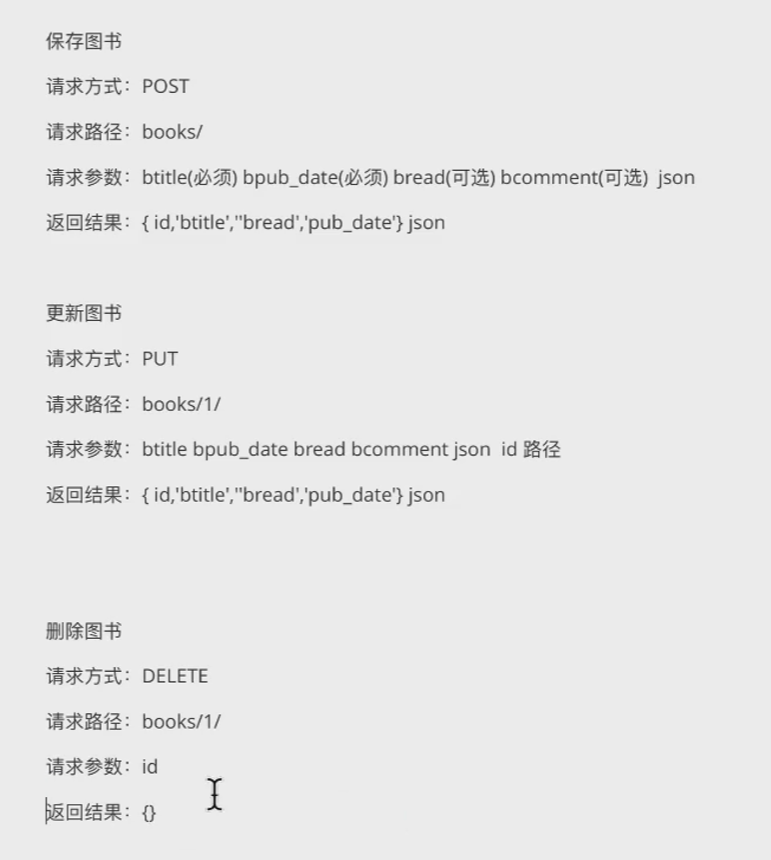 保存图书
请求方式：POST
请求路径：books/
请求参数：btitle(必须) bpub_date(必须) bread(可选) bcomment(可选)  json
返回结果：{ id,'btitle',''bread','pub_date'} json
更新图书
请求方式：PUT
请求路径：books/1/
请求参数：btitle bpub_date bread bcomment json  id 路径
返回结果：{ id,'btitle',''bread','pub_date'} json
删除图书
请求方式：DELETE
请求路径：books/1/
请求参数：id
返回结果：{}